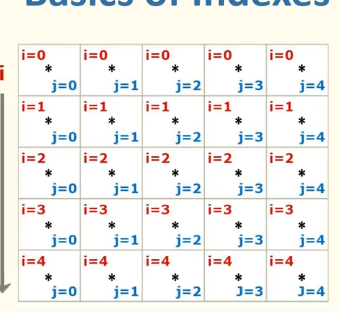 Basics of Indexes
i=0 i=0 i=0 i=0 i=0
* * * * *
j=0 j=1 j=2 j=3 j=4
i
i=1 i=1 i=1 i=1 i=1
* * * * *
j=0 j=1 j=2 j=3 j=4
i=2 i=2 i=2 i=2 i=2
* * * * *
j=0 j=1 j=2 j=3 j=4
i=3 i=3 i=3 i=3 i=3
* * * * *
j=0 j=1 j=2 j=3 J=4
i=4 i=4 i=4 i=4 i=4
* * * * *
j=0 j=1 j=2 J=3 J=4